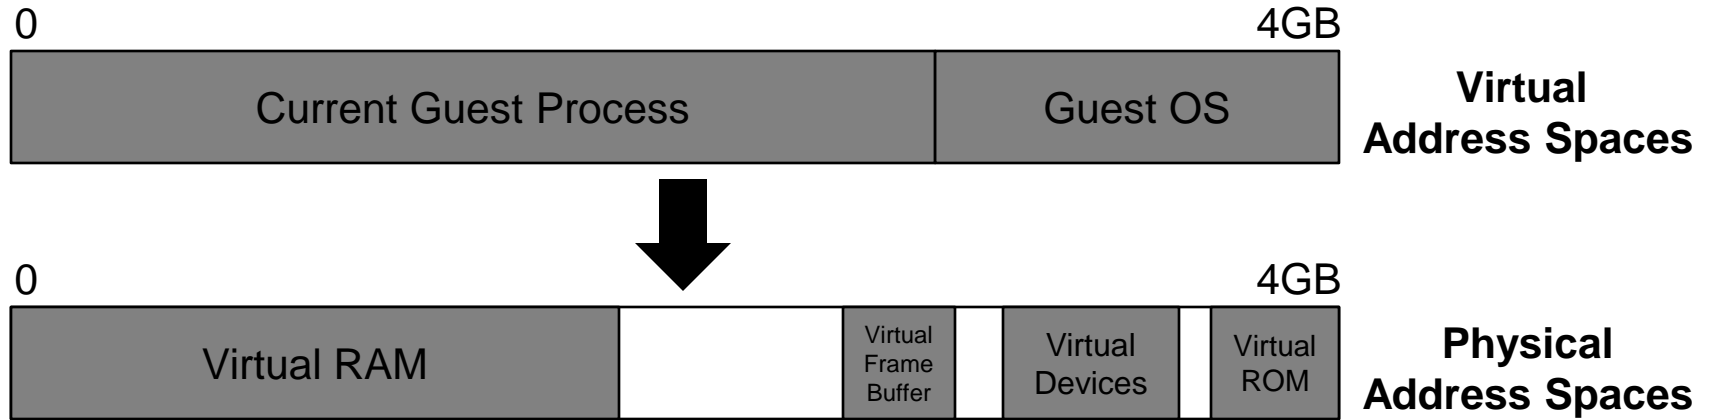 0
4GB
Current Guest Process
Guest OS
Virtual
Address Spaces
0
4GB
Virtual RAM
Virtual
Frame
Buffer
Virtual
Devices
Virtual
ROM
Physical
Address Spaces